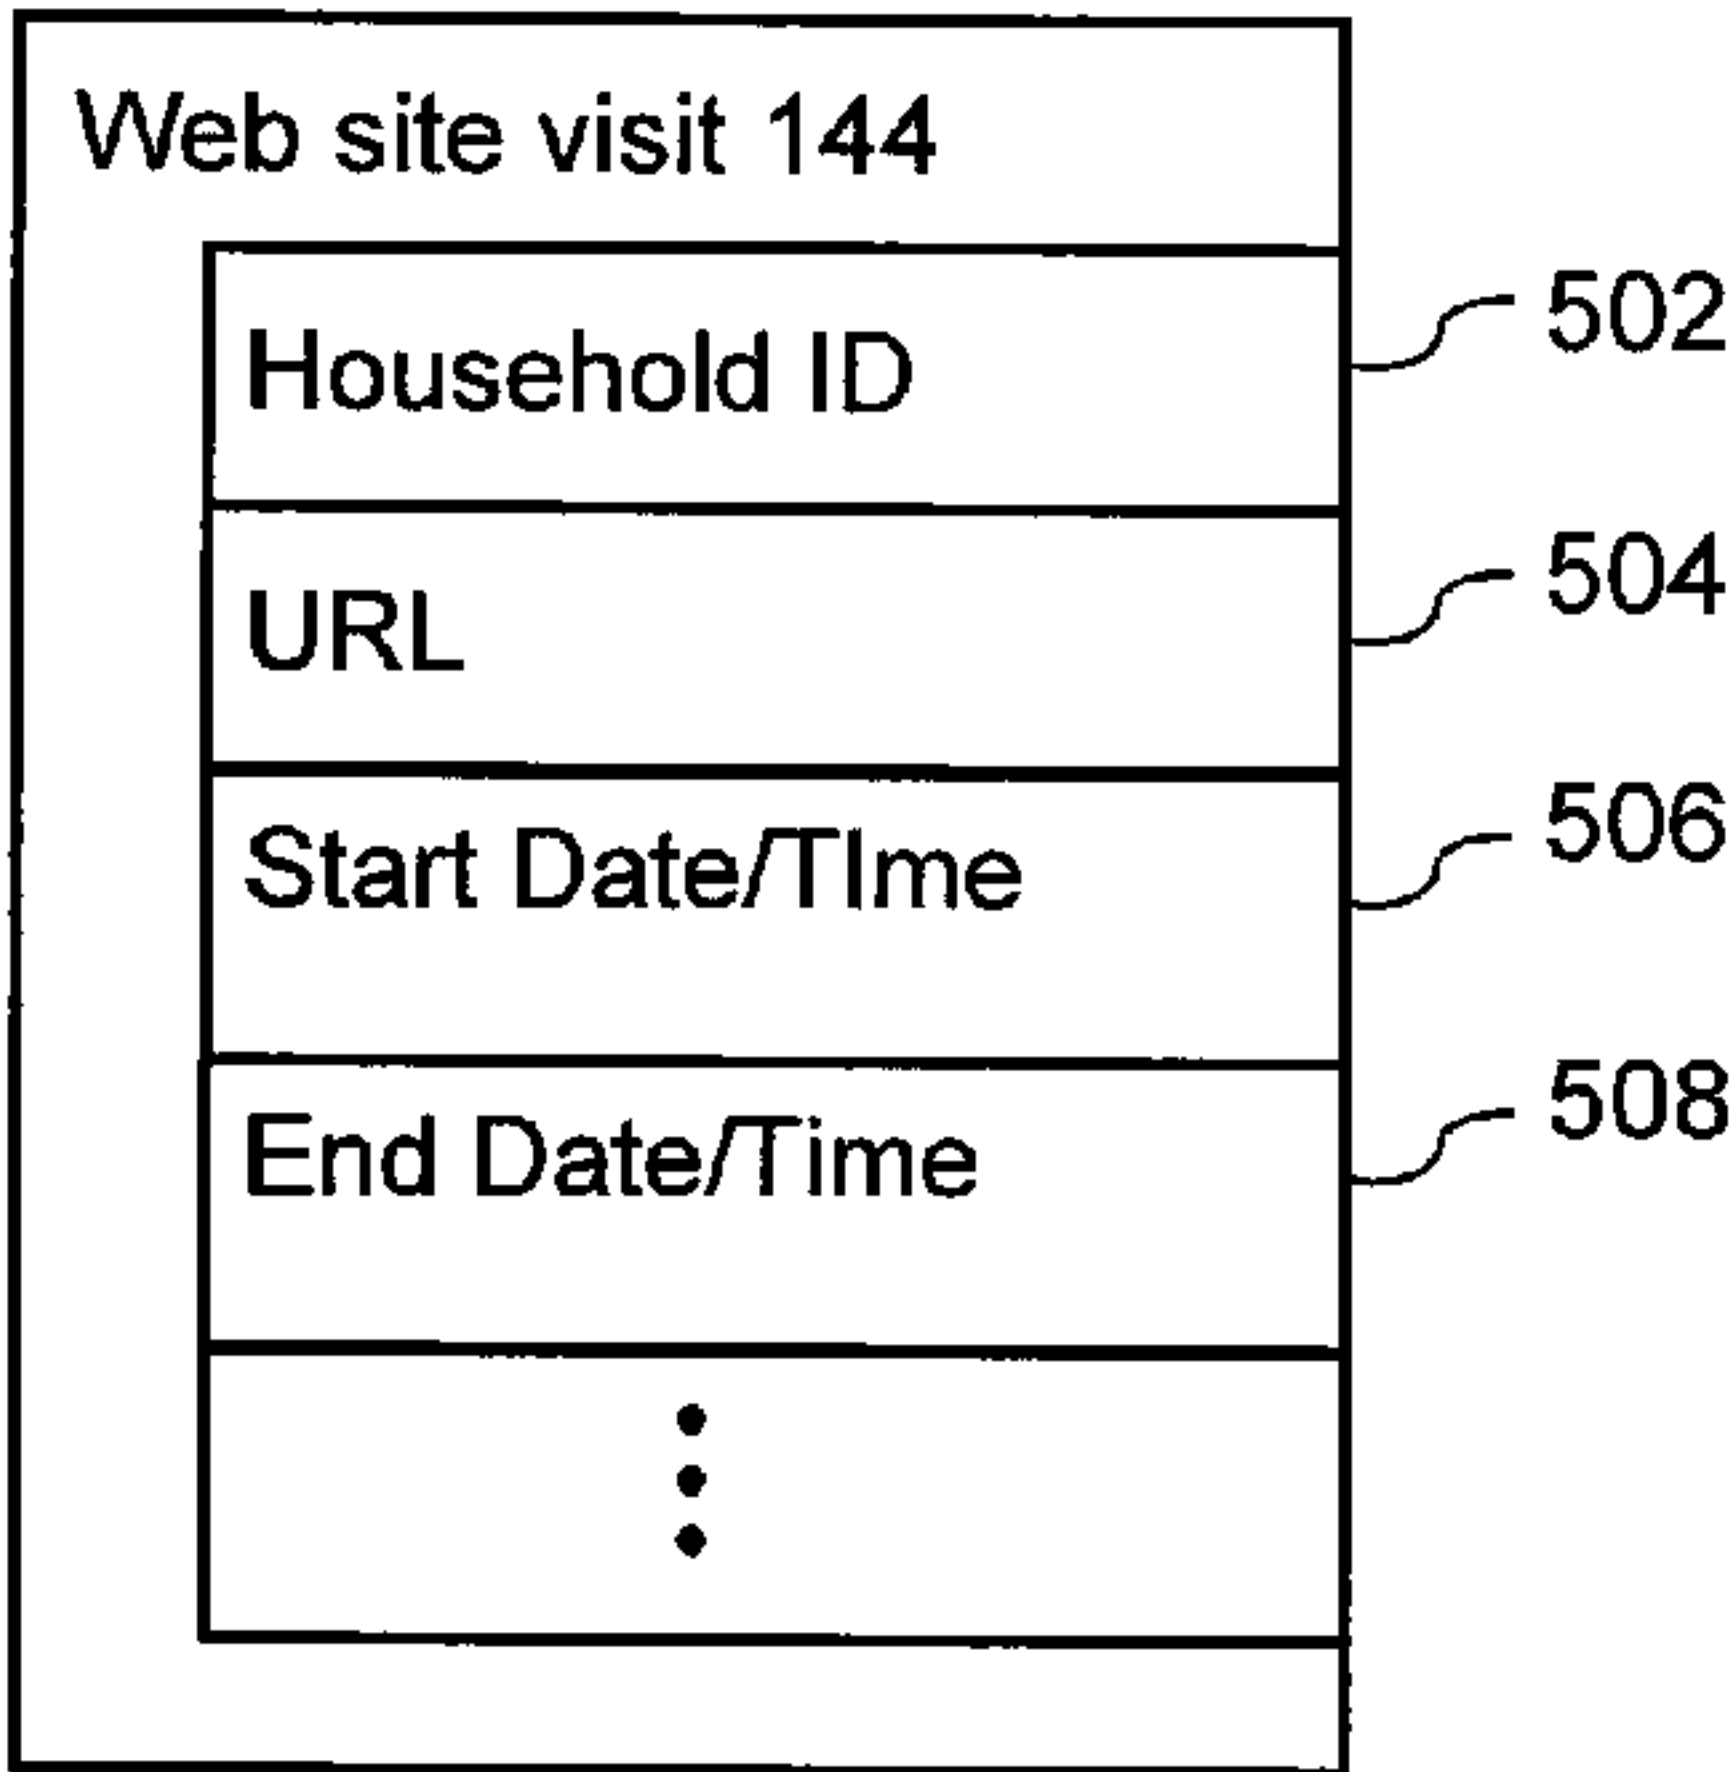 Web site visit 144
Household ID
502
URL
504
Start Date/TIme
506
End Date/Time
508